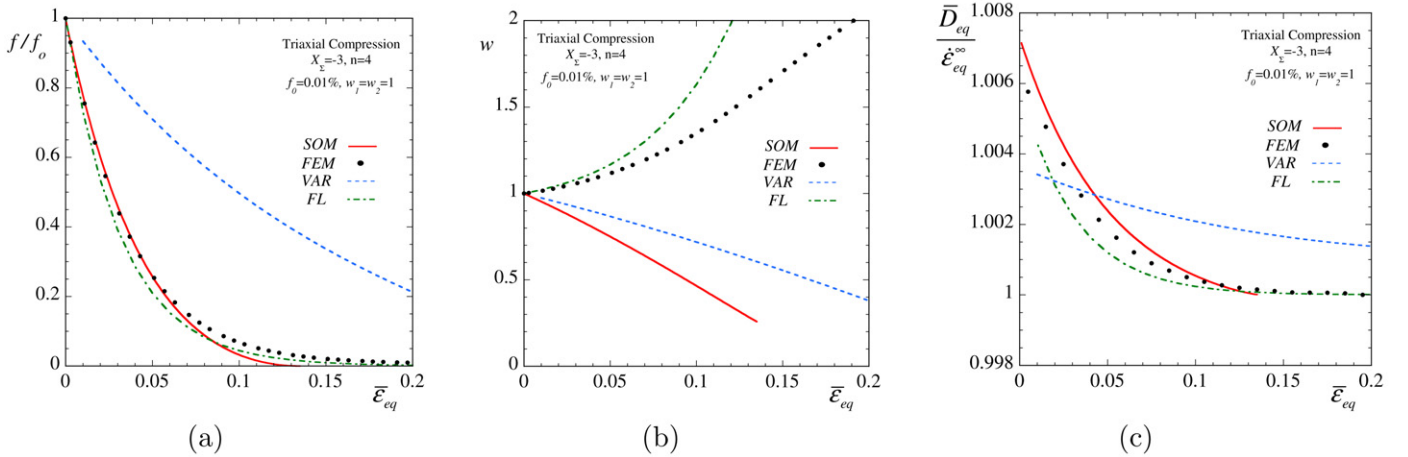 f/f_o
1
0.8
0.6
0.4
0.2
0
0 0.05 0.1 0.15 0.2
ε̅_eq
Triaxial Compression
X_Σ=-3, n=4
f_0=0.01%, w_1=w_2=1
SOM
FEM
VAR
FL
(a)
w
2
1.5
1
0.5
0
0 0.05 0.1 0.15 0.2
ε̅_eq
Triaxial Compression
X_Σ=-3, n=4
f_0=0.01%, w_1=w_2=1
SOM
FEM
VAR
FL
(b)
D̅_eq
ε̇^∞_eq
1.008
1.006
1.004
1.002
1
0.998
0 0.05 0.1 0.15 0.2
ε̅_eq
Triaxial Compression
X_Σ=-3, n=4
f_0=0.01%, w_1=w_2=1
SOM
FEM
VAR
FL
(c)